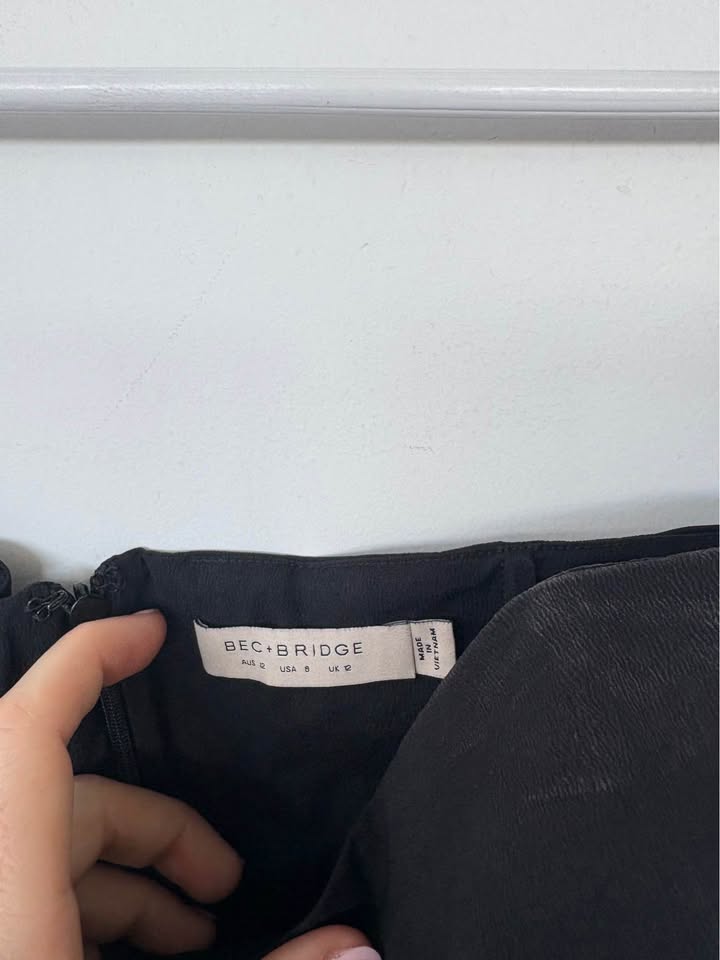 BEC+BRIDGE
AUS 12 USA 8 UK 12
MADE
IN
VIETNAM